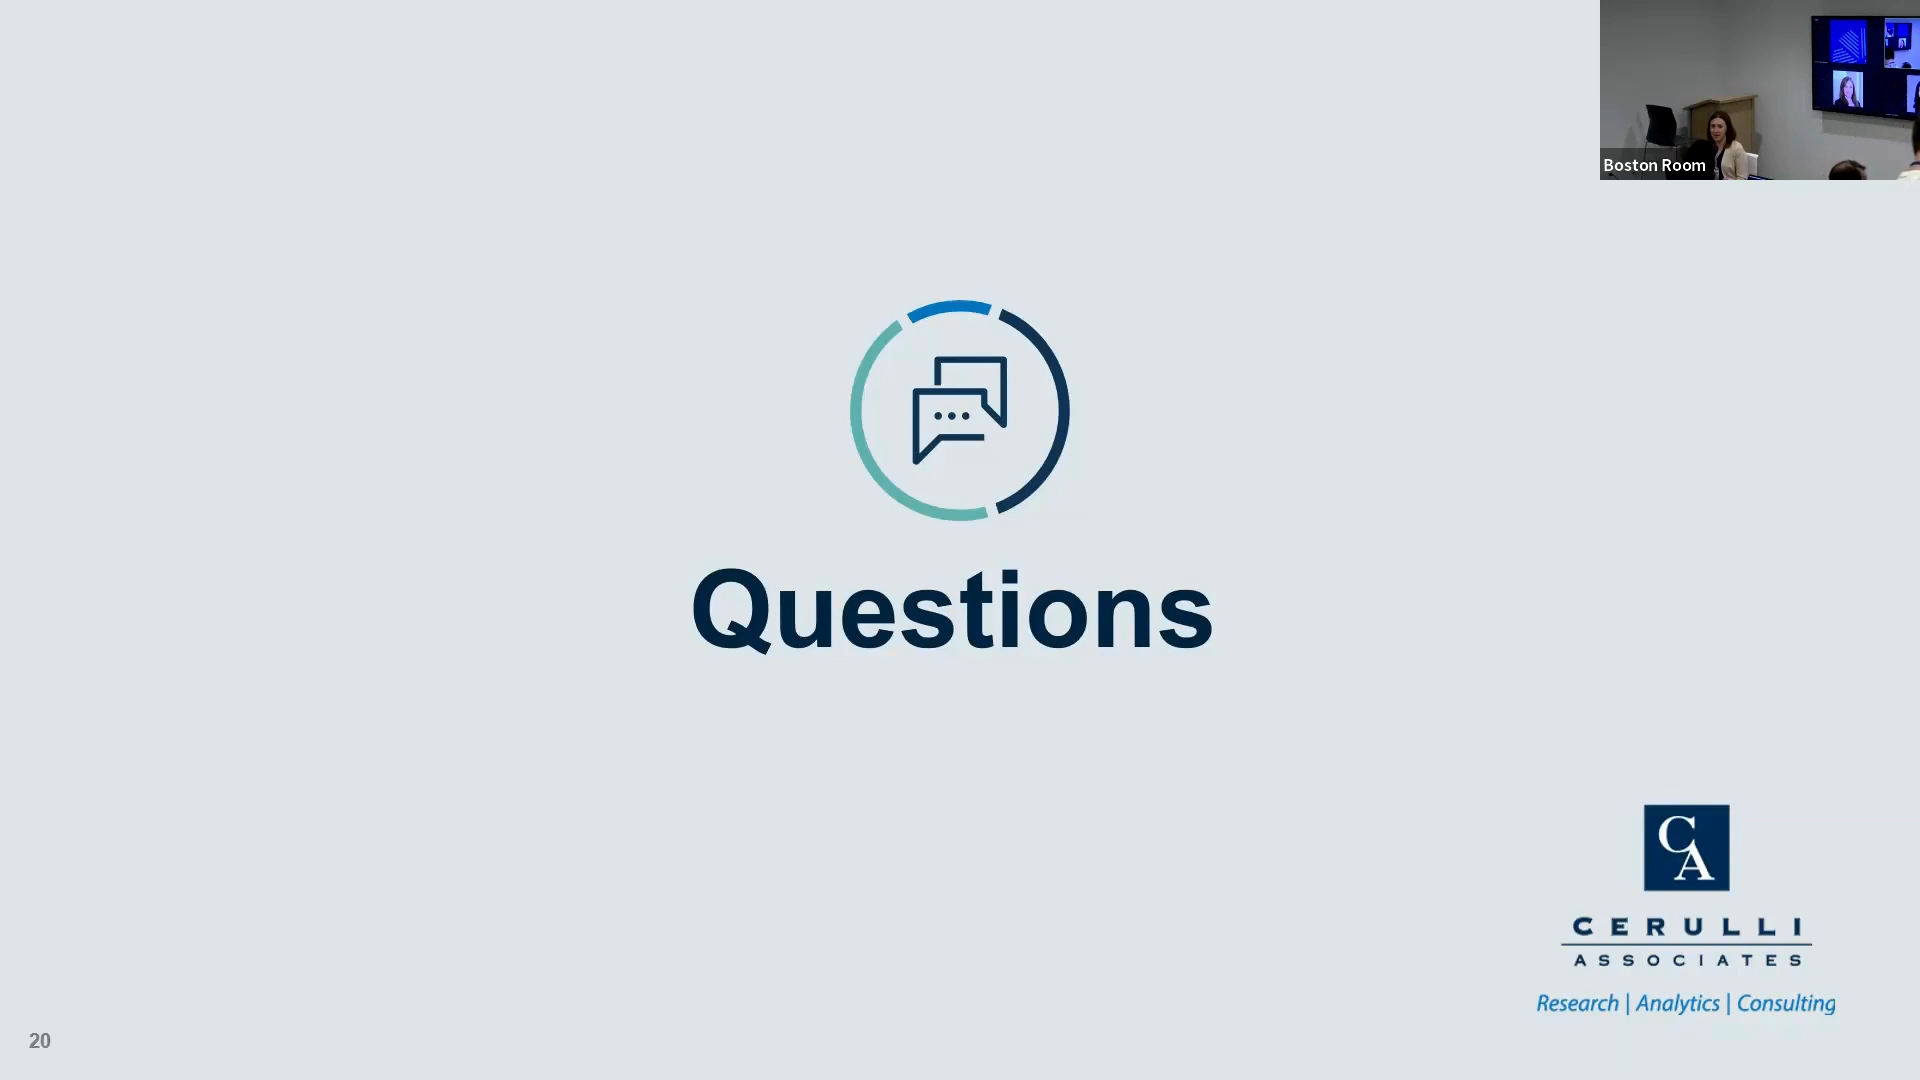 Boston Room
Questions
CA
CERULLI
ASSOCIATES
Research | Analytics | Consulting
20